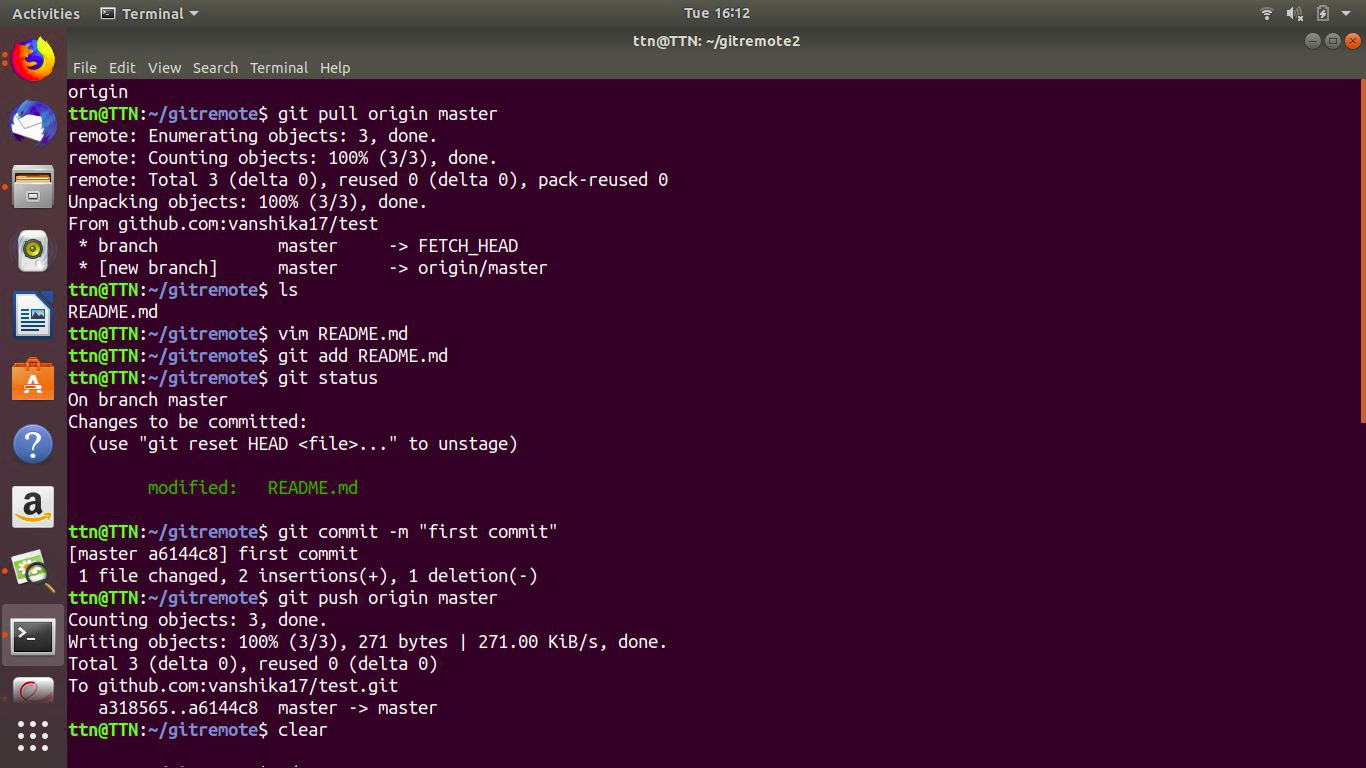 Activities Terminal Tue 16:12
ttn@TTN: ~/gitremote2
File Edit View Search Terminal Help
origin
ttn@TTN:~/gitremote$ git pull origin master
remote: Enumerating objects: 3, done.
remote: Counting objects: 100% (3/3), done.
remote: Total 3 (delta 0), reused 0 (delta 0), pack-reused 0
Unpacking objects: 100% (3/3), done.
From github.com:vanshika17/test
 * branch            master     -> FETCH_HEAD
 * [new branch]      master     -> origin/master
ttn@TTN:~/gitremote$ ls
README.md
ttn@TTN:~/gitremote$ vim README.md
ttn@TTN:~/gitremote$ git add README.md
ttn@TTN:~/gitremote$ git status
On branch master
Changes to be committed:
  (use "git reset HEAD <file>..." to unstage)
        modified:   README.md
ttn@TTN:~/gitremote$ git commit -m "first commit"
[master a6144c8] first commit
 1 file changed, 2 insertions(+), 1 deletion(-)
ttn@TTN:~/gitremote$ git push origin master
Counting objects: 3, done.
Writing objects: 100% (3/3), 271 bytes | 271.00 KiB/s, done.
Total 3 (delta 0), reused 0 (delta 0)
To github.com:vanshika17/test.git
   a318565..a6144c8  master -> master
ttn@TTN:~/gitremote$ clear